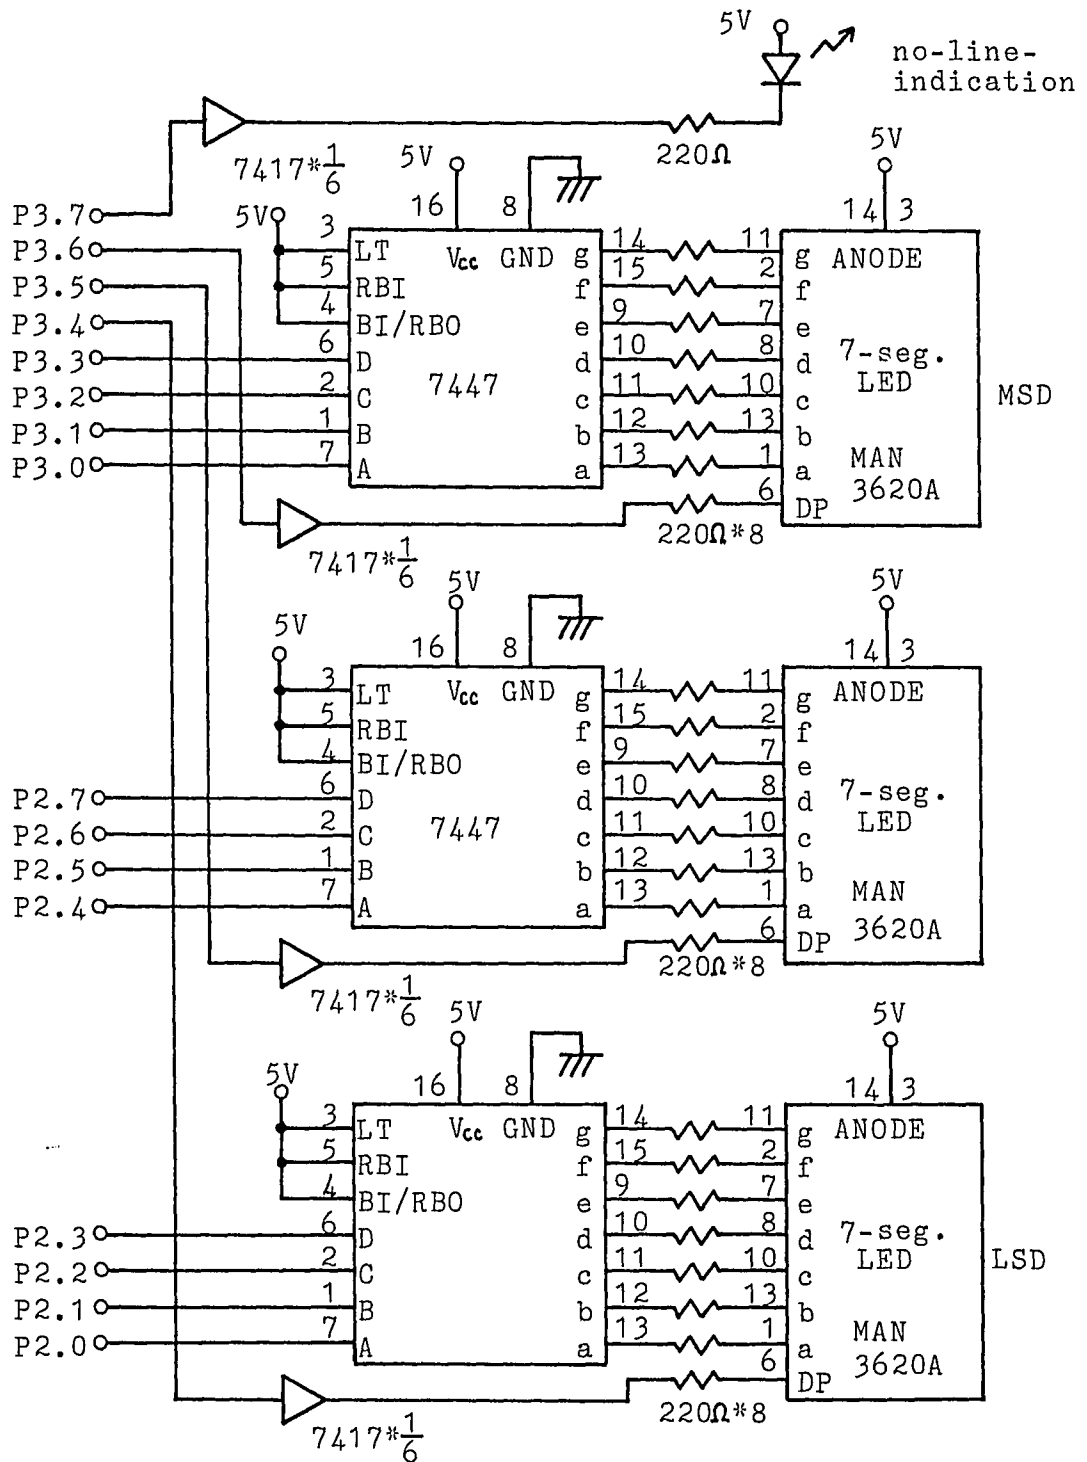 5V
no-line-
indication
7417*1/6
220Ω
P3.7
P3.6
P3.5
P3.4
P3.3
P3.2
P3.1
P3.0
5V
5V
5V
16
8
14 3
3
LT
Vcc GND
g
14
11
g
ANODE
5
RBI
f
15
2
f
4
BI/RBO
e
9
7
e
6
D
d
10
8
d
7-seg.
LED
2
C
7447
c
11
10
c
MSD
1
B
b
12
13
b
MAN
7
A
a
13
1
a
3620A
6
DP
220Ω*8
7417*1/6
5V
5V
5V
16
8
14 3
3
LT
Vcc GND
g
14
11
g
ANODE
5
RBI
f
15
2
f
4
BI/RBO
e
9
7
e
P2.7
6
D
d
10
8
d
7-seg.
LED
P2.6
2
C
7447
c
11
10
c
P2.5
1
B
b
12
13
b
MAN
P2.4
7
A
a
13
1
a
3620A
6
DP
220Ω*8
7417*1/6
5V
5V
5V
16
8
14 3
3
LT
Vcc GND
g
14
11
g
ANODE
5
RBI
f
15
2
f
4
BI/RBO
e
9
7
e
P2.3
6
D
d
10
8
d
7-seg.
LED
LSD
P2.2
2
C
c
11
10
c
P2.1
1
B
b
12
13
b
MAN
P2.0
7
A
a
13
1
a
3620A
6
DP
220Ω*8
7417*1/6